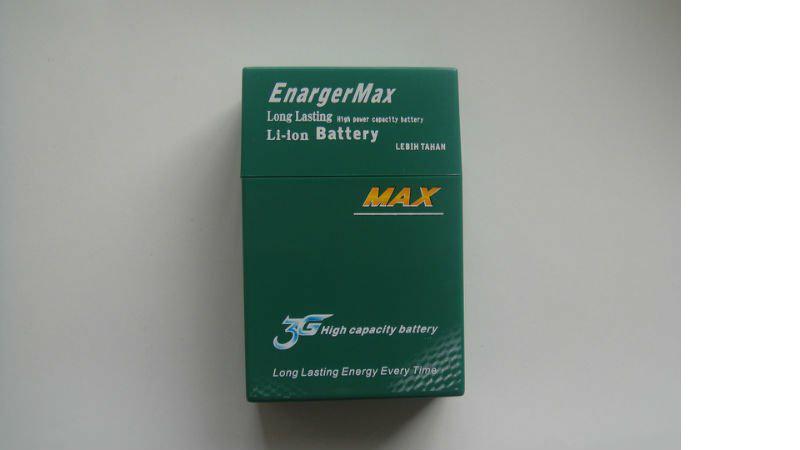 EnargerMax
Long Lasting High power capacity battery
Li-ion Battery
LEBIH TAHAN
MAX
3G High capacity battery
Long Lasting Energy Every Time